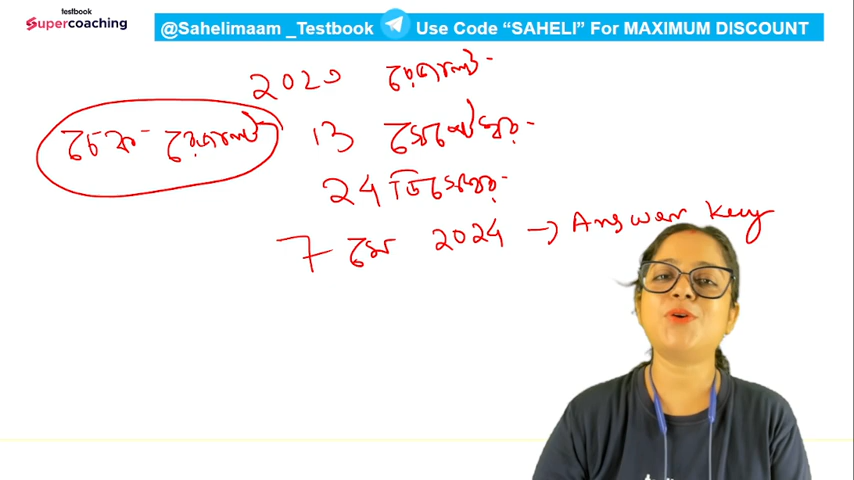 testbook
Supercoaching
@Sahelimaam _Testbook Use Code “SAHELI” For MAXIMUM DISCOUNT
2023
13 সেপ্টেম্বর
24 ডিসেম্বর
7 মে 2024 → Answer Key